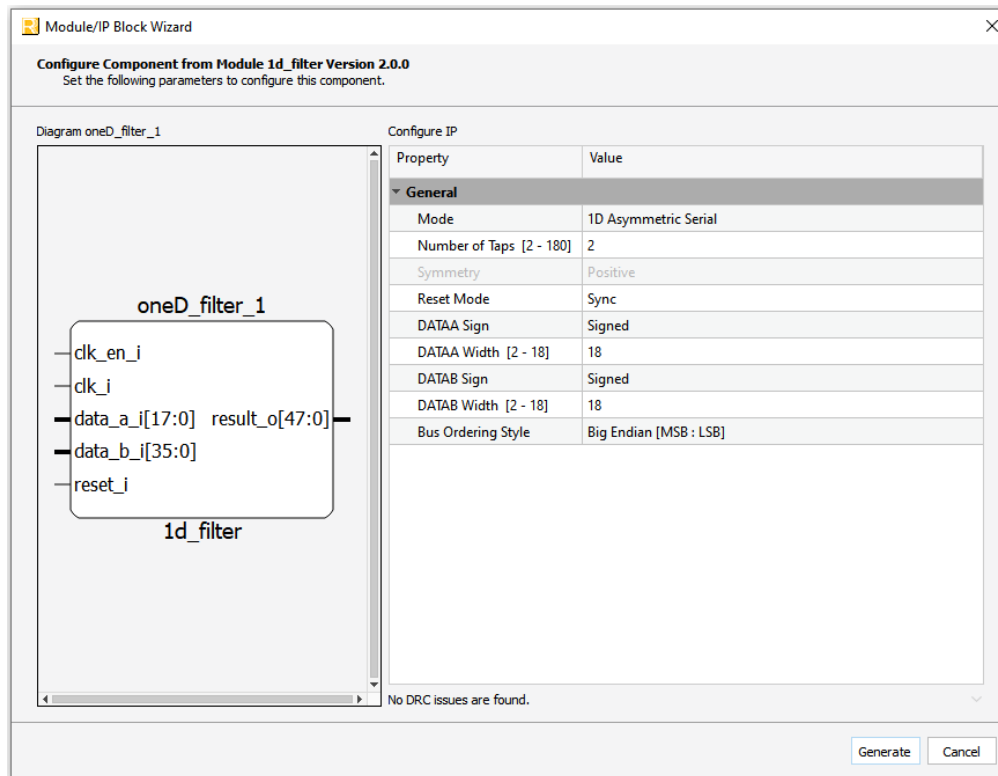 Module/IP Block Wizard
Configure Component from Module 1d_filter Version 2.0.0
Set the following parameters to configure this component.
Diagram oneD_filter_1
oneD_filter_1
clk_en_i
clk_i
data_a_i[17:0] result_o[47:0]
data_b_i[35:0]
reset_i
1d_filter
Configure IP
Property Value
General
Mode 1D Asymmetric Serial
Number of Taps [2 - 180] 2
Symmetry Positive
Reset Mode Sync
DATAA Sign Signed
DATAA Width [2 - 18] 18
DATAB Sign Signed
DATAB Width [2 - 18] 18
Bus Ordering Style Big Endian [MSB : LSB]
No DRC issues are found.
Generate Cancel